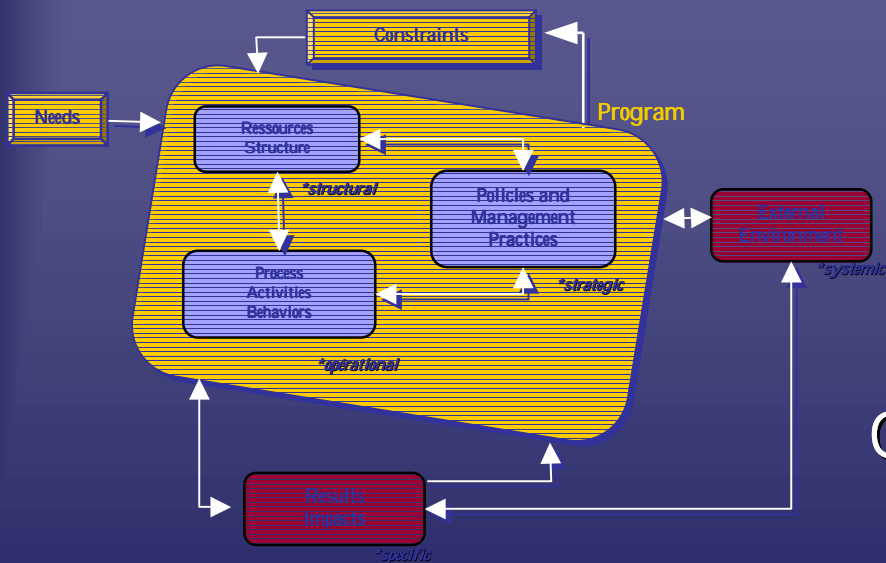 Constraints
Needs
Program
Ressources
Structure
*structural
Policies and
Management
Practices
External
Environment
*systemic
Process
Activities
Behaviors
*strategic
*operational
Results
Impacts
*specific